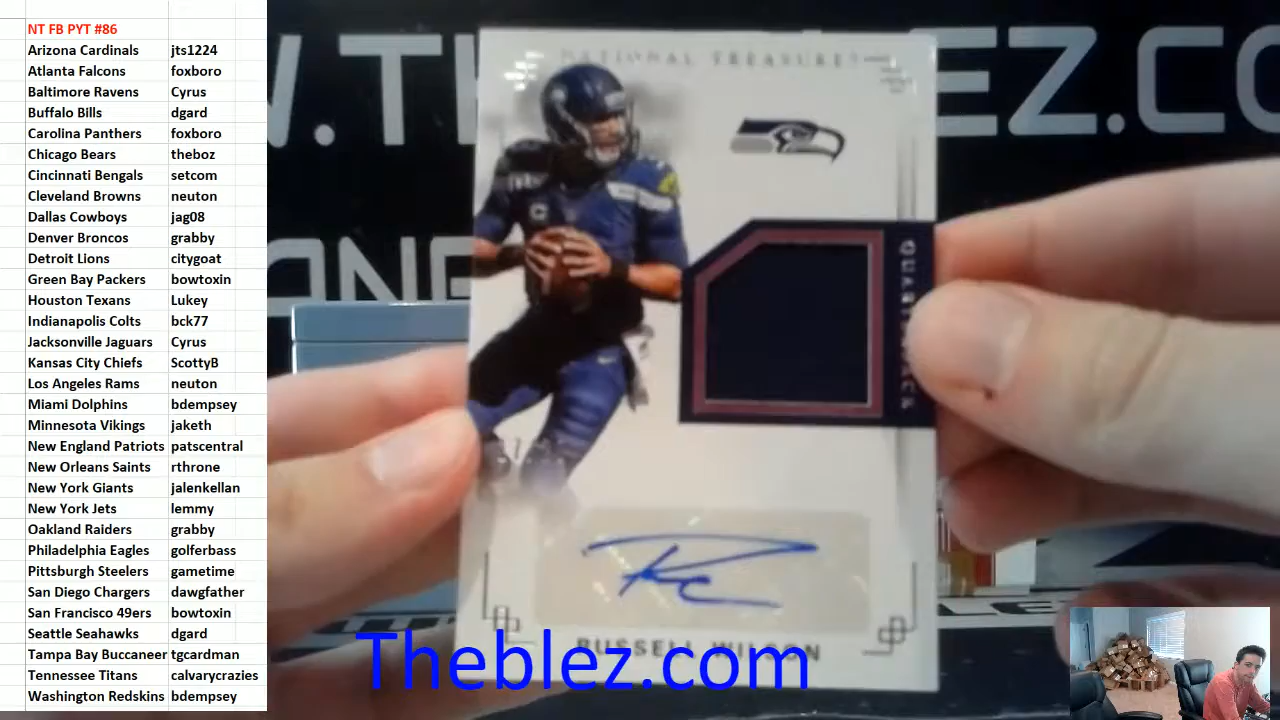 NT FB PYT #86
Arizona Cardinals jts1224
Atlanta Falcons foxboro
Baltimore Ravens Cyrus
Buffalo Bills dgard
Carolina Panthers foxboro
Chicago Bears theboz
Cincinnati Bengals setcom
Cleveland Browns neuton
Dallas Cowboys jag08
Denver Broncos grabby
Detroit Lions citygoat
Green Bay Packers bowtoxin
Houston Texans Lukey
Indianapolis Colts bck77
Jacksonville Jaguars Cyrus
Kansas City Chiefs ScottyB
Los Angeles Rams neuton
Miami Dolphins bdempsey
Minnesota Vikings jaketh
New England Patriots patscentral
New Orleans Saints rthrone
New York Giants jalenkellan
New York Jets lemmy
Oakland Raiders grabby
Philadelphia Eagles golferbass
Pittsburgh Steelers gametime
San Diego Chargers dawgfather
San Francisco 49ers bowtoxin
Seattle Seahawks dgard
Tampa Bay Buccaneer tgcardman
Tennessee Titans calvarycrazies
Washington Redskins bdempsey
NATIONAL TREASURES
QUARTERBACK
RUSSELL WILSON
Theblez.com